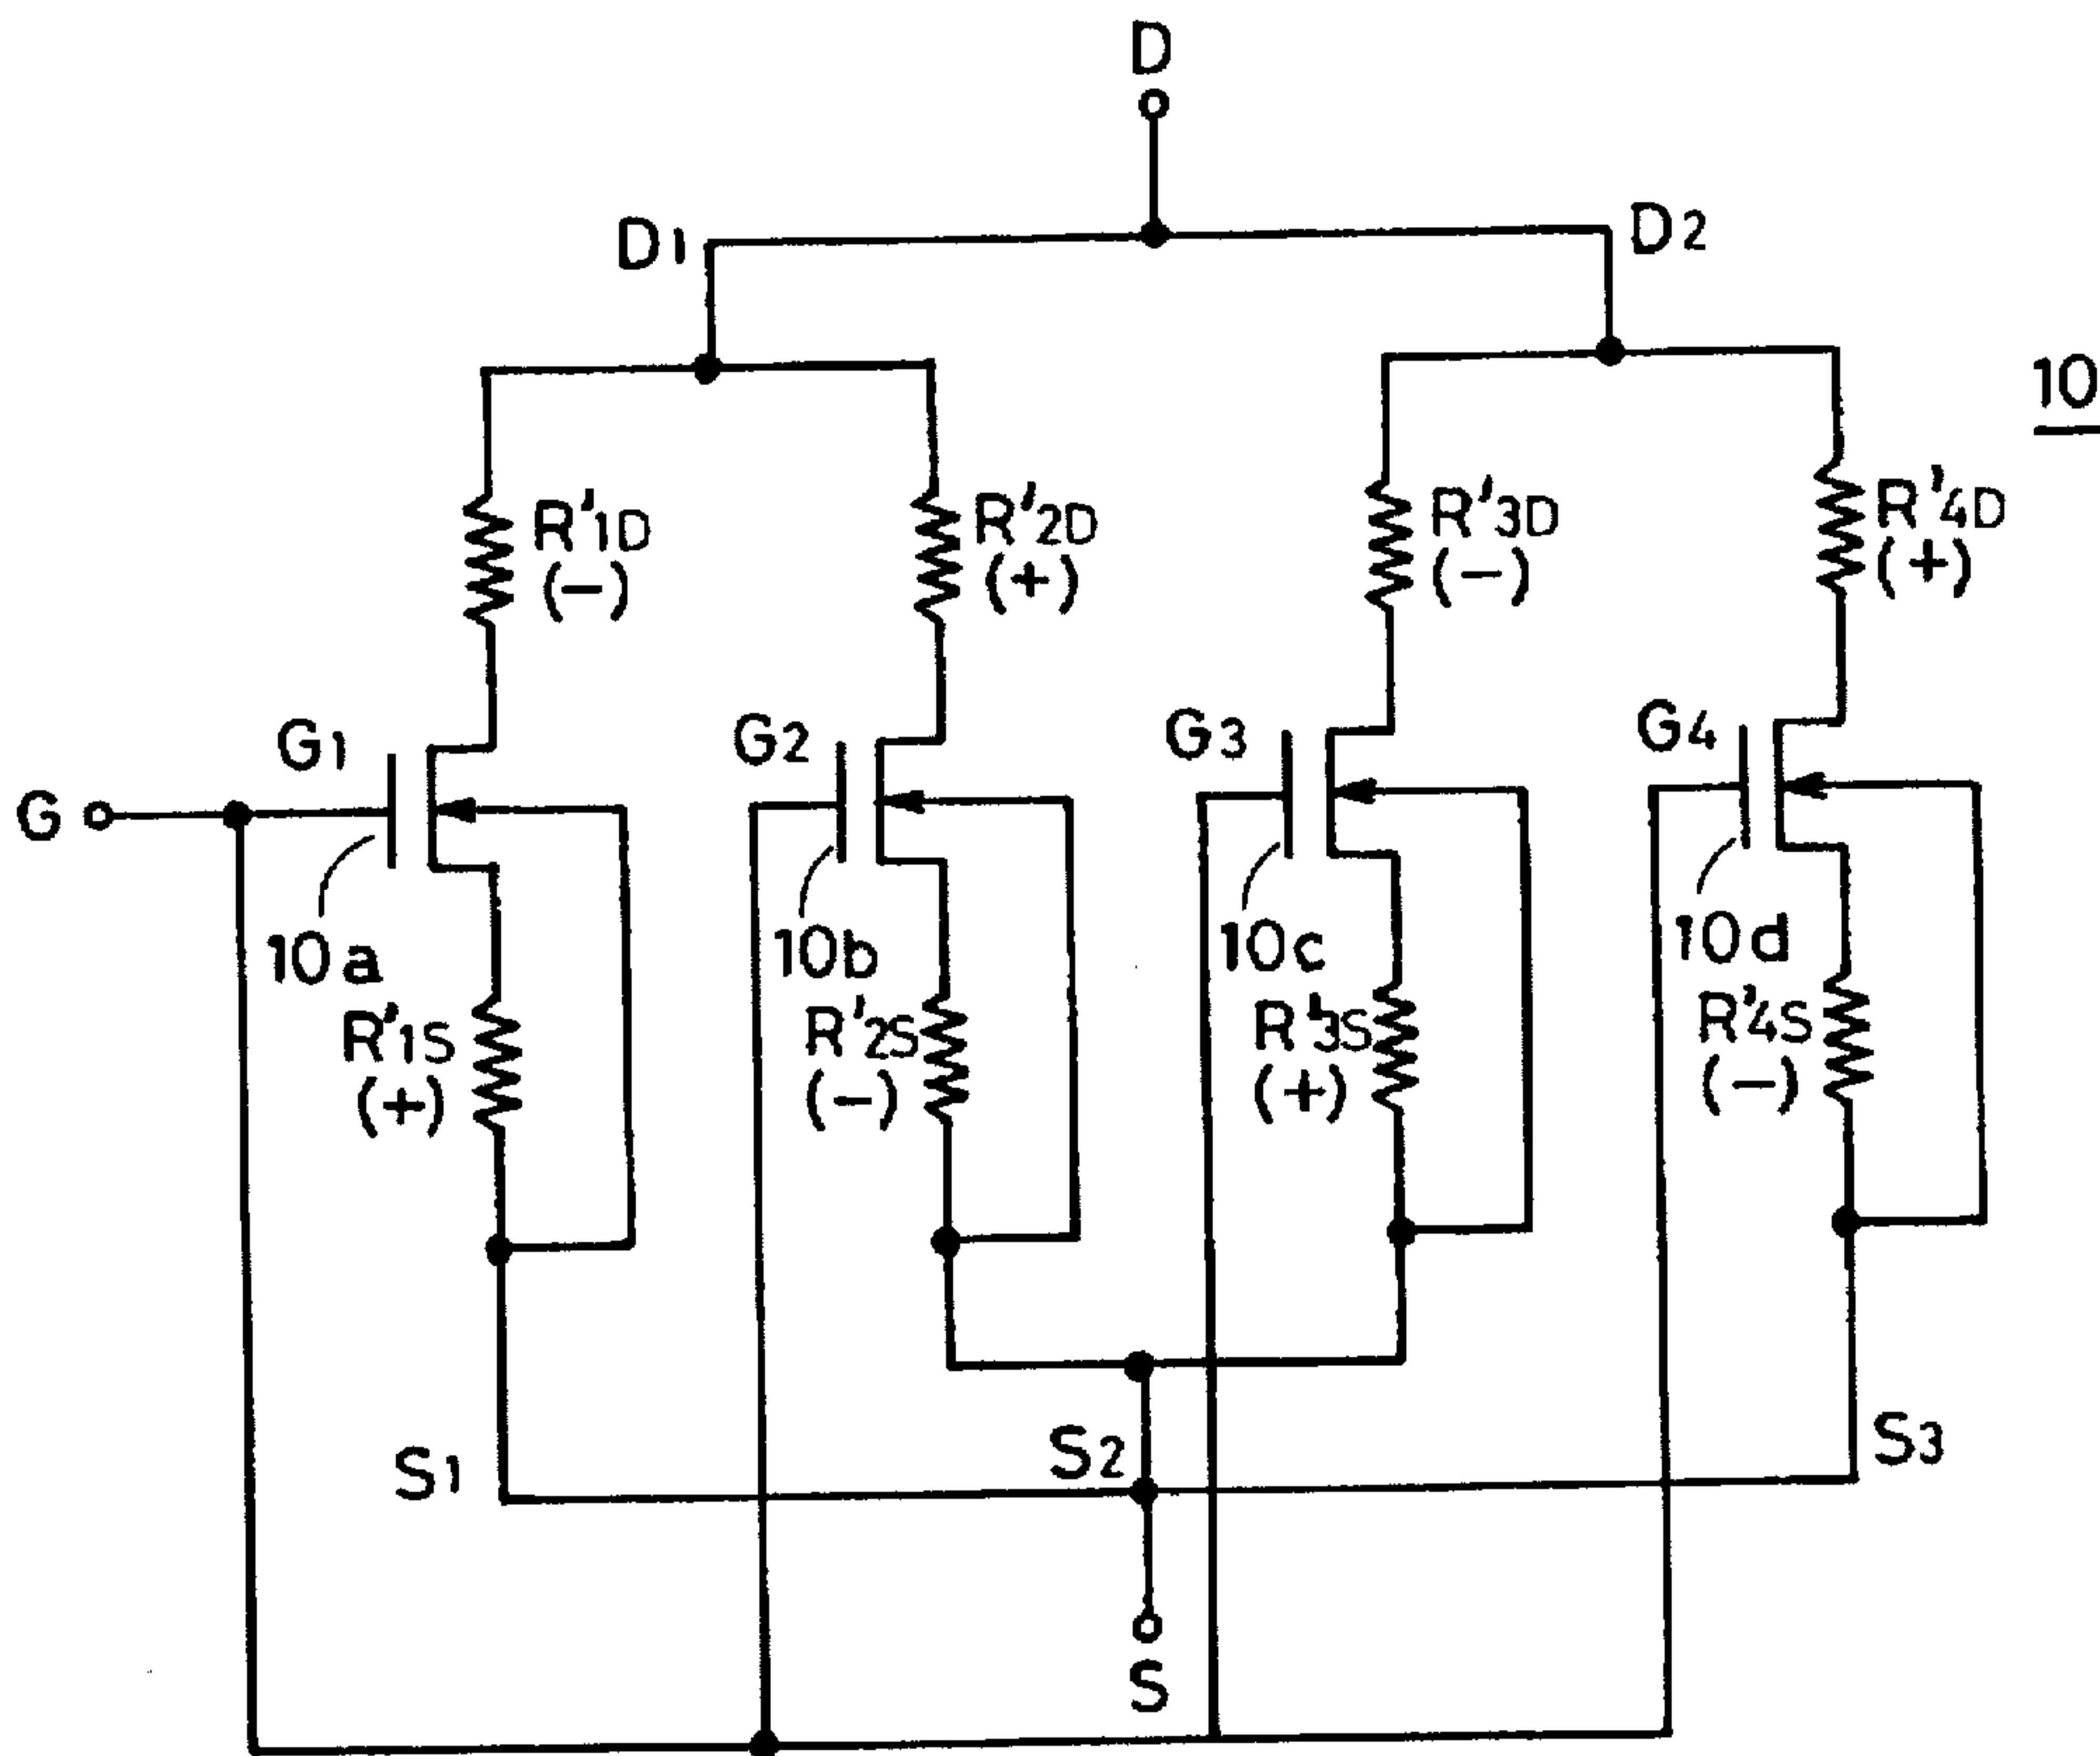 D
D1
D2
10
R'1D
(−)
R'2D
(+)
R'3D
(−)
R'4D
(+)
G
G1
G2
G3
G4
10a
10b
10c
10d
R'1S
(+)
R'2S
(−)
R'3S
(+)
R'4S
(−)
S1
S2
S3
S